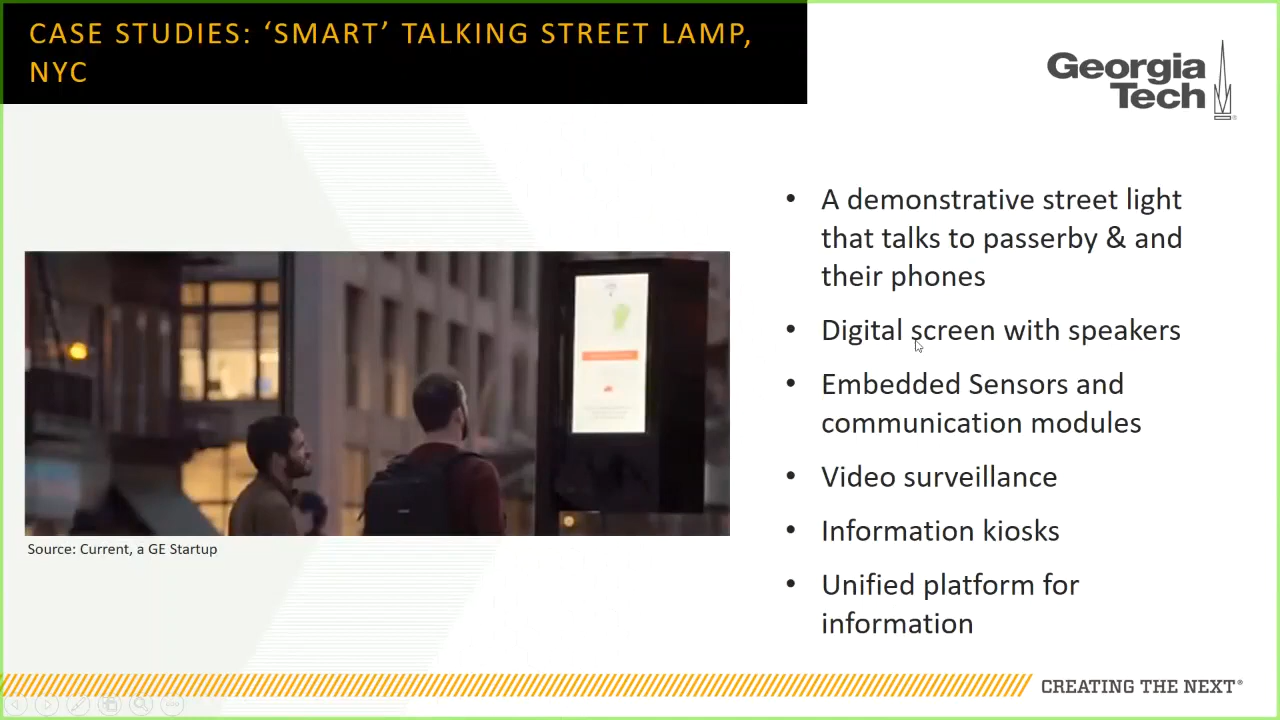 CASE STUDIES: ‘SMART’ TALKING STREET LAMP,
NYC
Georgia
Tech
• A demonstrative street light
that talks to passerby & and
their phones
• Digital screen with speakers
• Embedded Sensors and
communication modules
• Video surveillance
• Information kiosks
• Unified platform for
information
Source: Current, a GE Startup
CREATING THE NEXT®